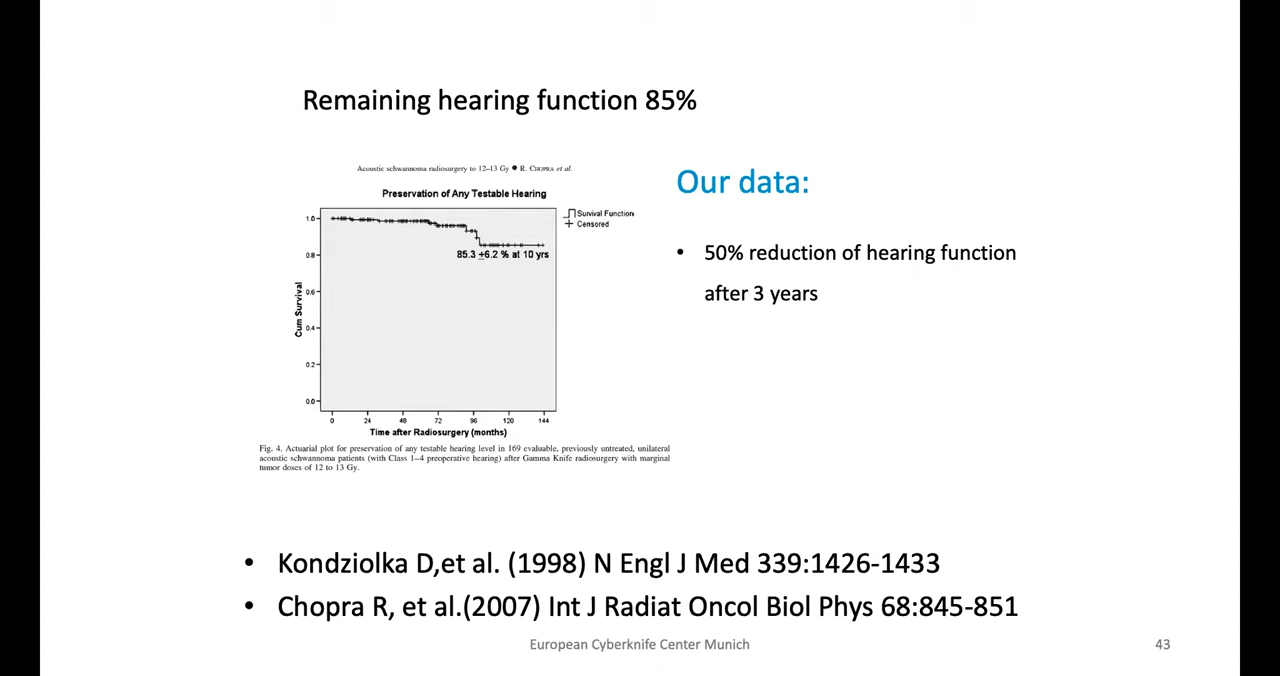 Remaining hearing function 85%
Acoustic schwannoma radiosurgery to 12–13 Gy ● R. CHOPRA et al.
Preservation of Any Testable Hearing
Survival Function
Censored
1.0
0.8
0.6
0.4
0.2
0.0
Cum Survival
85.3 ±6.2 % at 10 yrs
0 24 48 72 96 120 144
Time after Radiosurgery (months)
Fig. 4. Actuarial plot for preservation of any testable hearing level in 169 evaluable, previously untreated, unilateral
acoustic schwannoma patients (with Class 1–4 preoperative hearing) after Gamma Knife radiosurgery with marginal
tumor doses of 12 to 13 Gy.
Our data:
• 50% reduction of hearing function
after 3 years
• Kondziolka D,et al. (1998) N Engl J Med 339:1426-1433
• Chopra R, et al.(2007) Int J Radiat Oncol Biol Phys 68:845-851
European Cyberknife Center Munich
43